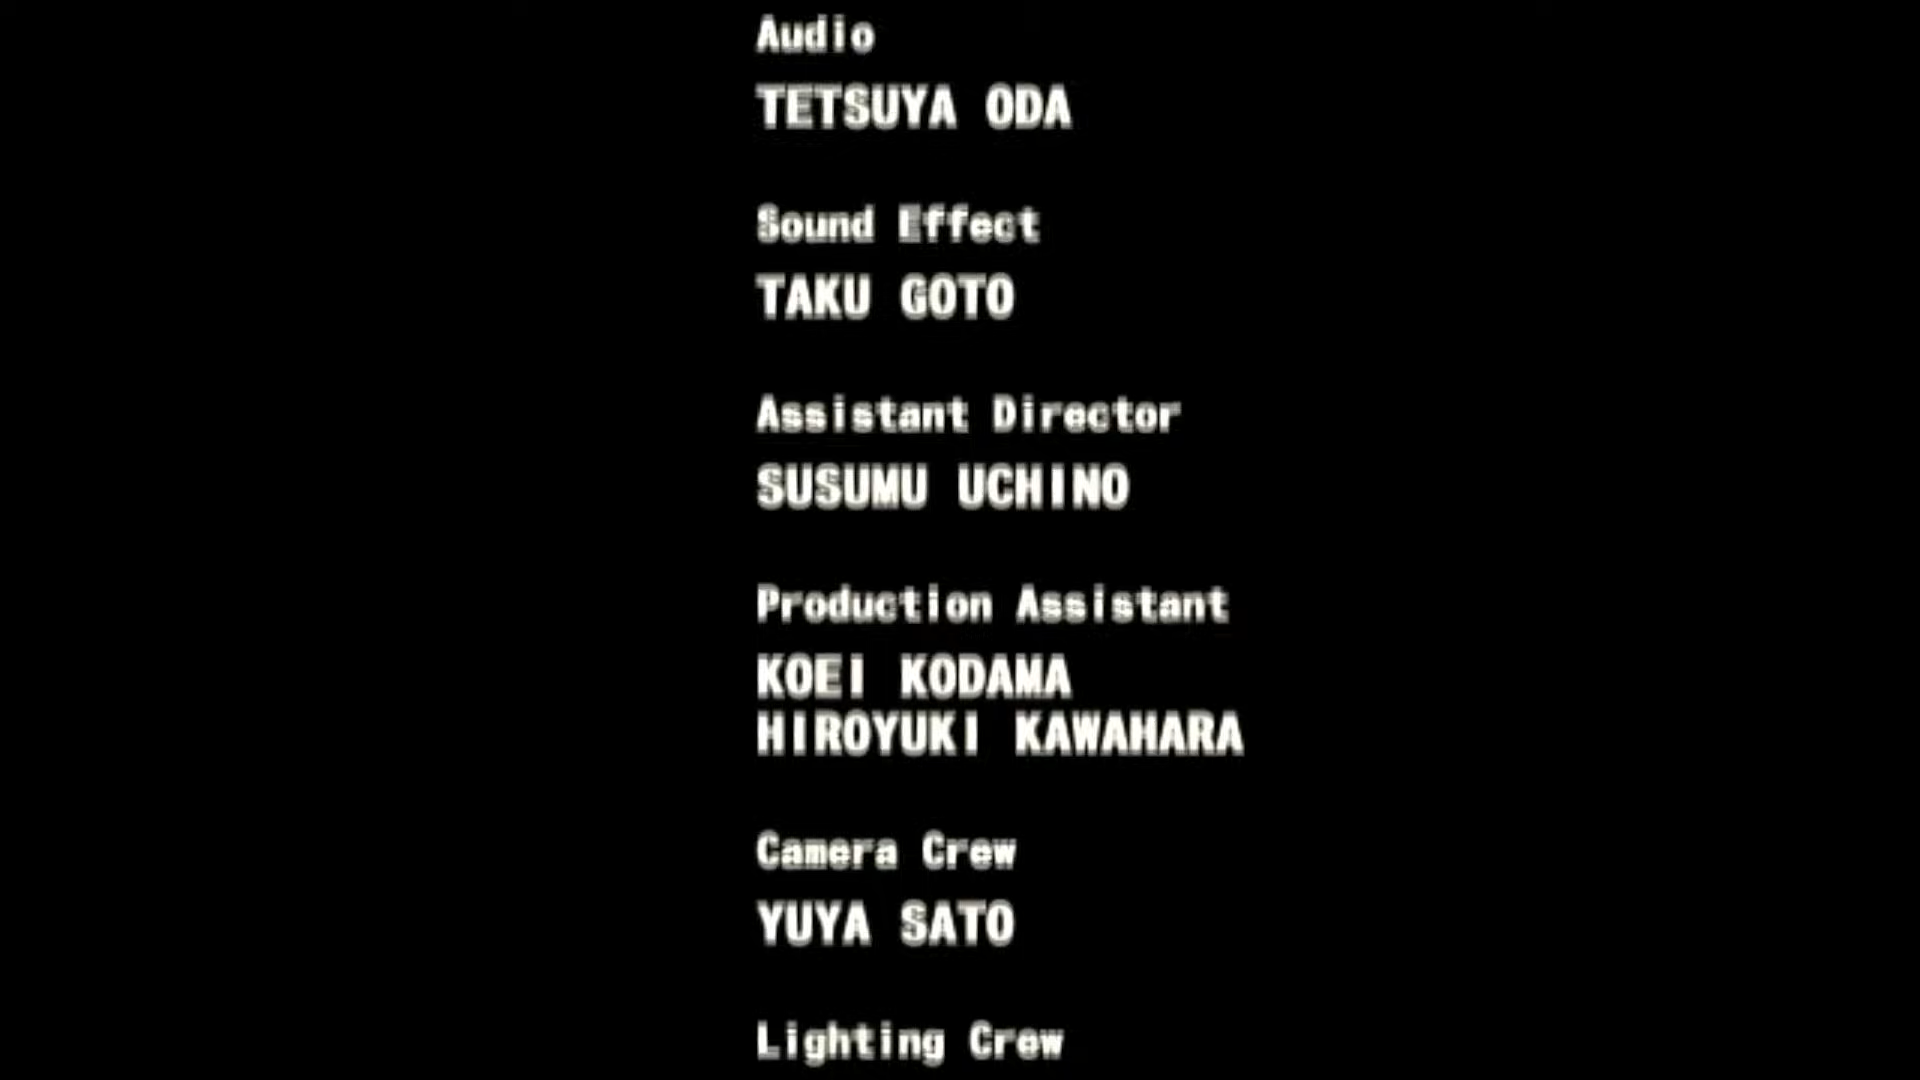 Audio
TETSUYA ODA
Sound Effect
TAKU GOTO
Assistant Director
SUSUMU UCHINO
Production Assistant
KOEI KODAMA
HIROYUKI KAWAHARA
Camera Crew
YUYA SATO
Lighting Crew